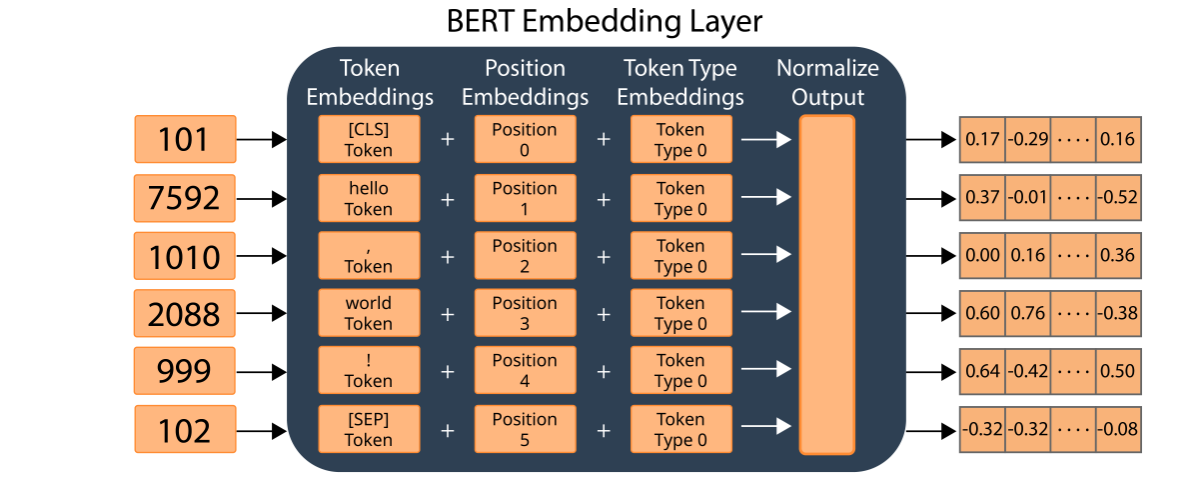 BERT Embedding Layer
Token Embeddings
Position Embeddings
Token Type Embeddings
Normalize Output
101
[CLS] Token
+
Position 0
+
Token Type 0
0.17 -0.29 .... 0.16
7592
hello Token
+
Position 1
+
Token Type 0
0.37 -0.01 .... -0.52
1010
, Token
+
Position 2
+
Token Type 0
0.00 0.16 .... 0.36
2088
world Token
+
Position 3
+
Token Type 0
0.60 0.76 .... -0.38
999
! Token
+
Position 4
+
Token Type 0
0.64 -0.42 .... 0.50
102
[SEP] Token
+
Position 5
+
Token Type 0
-0.32 -0.32 .... -0.08